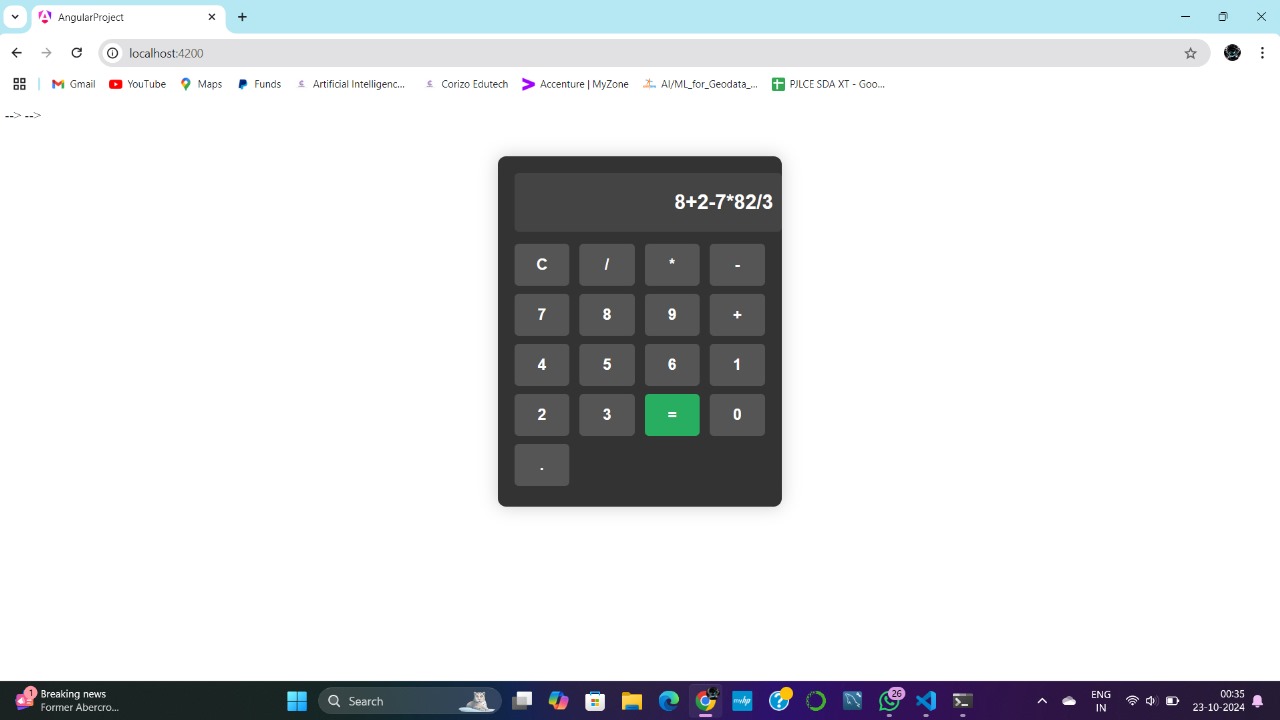 AngularProject
localhost:4200
Gmail YouTube Maps Funds Artificial Intelligenc... Corizo Edutech Accenture | MyZone AI/ML_for_Geodata_... PJLCE SDA XT - Goo...
--> -->
8+2-7*82/3
C / * -
7 8 9 +
4 5 6 1
2 3 = 0
.
1 Breaking news
Former Abercro...
Search
myhp
26
ENG
IN
00:35
23-10-2024